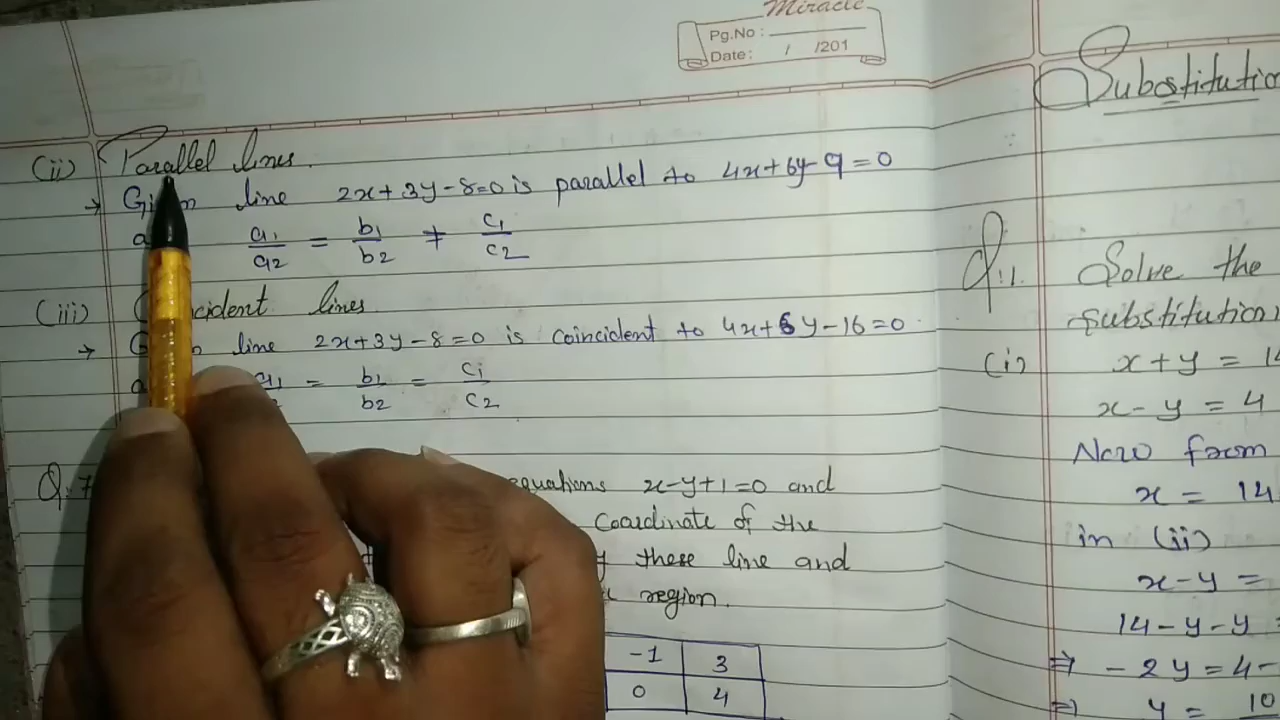 Miracle
Pg.No :
Date : / /201
(ii) Parallel lines.
→ line 2x+3y-8=0 is parallel to 4x+6y-9=0
a₁/a₂ = b₁/b₂ ≠ c₁/c₂
(iii) lines.
→ line 2x+3y-8=0 is coincident to 4x+6y-16=0.
= b₁/b₂ = c₁/c₂
equations x-y+1=0 and
Coordinate of the
these line and
region.
-1 3
0 4
Substitutio
Q.1. Solve the
substitution
(i) x+y = 14
x-y = 4
Now from
x = 14
in (ii)
x-y =
14-y-y
⇒ -2y = 4-
⇒ y = 10